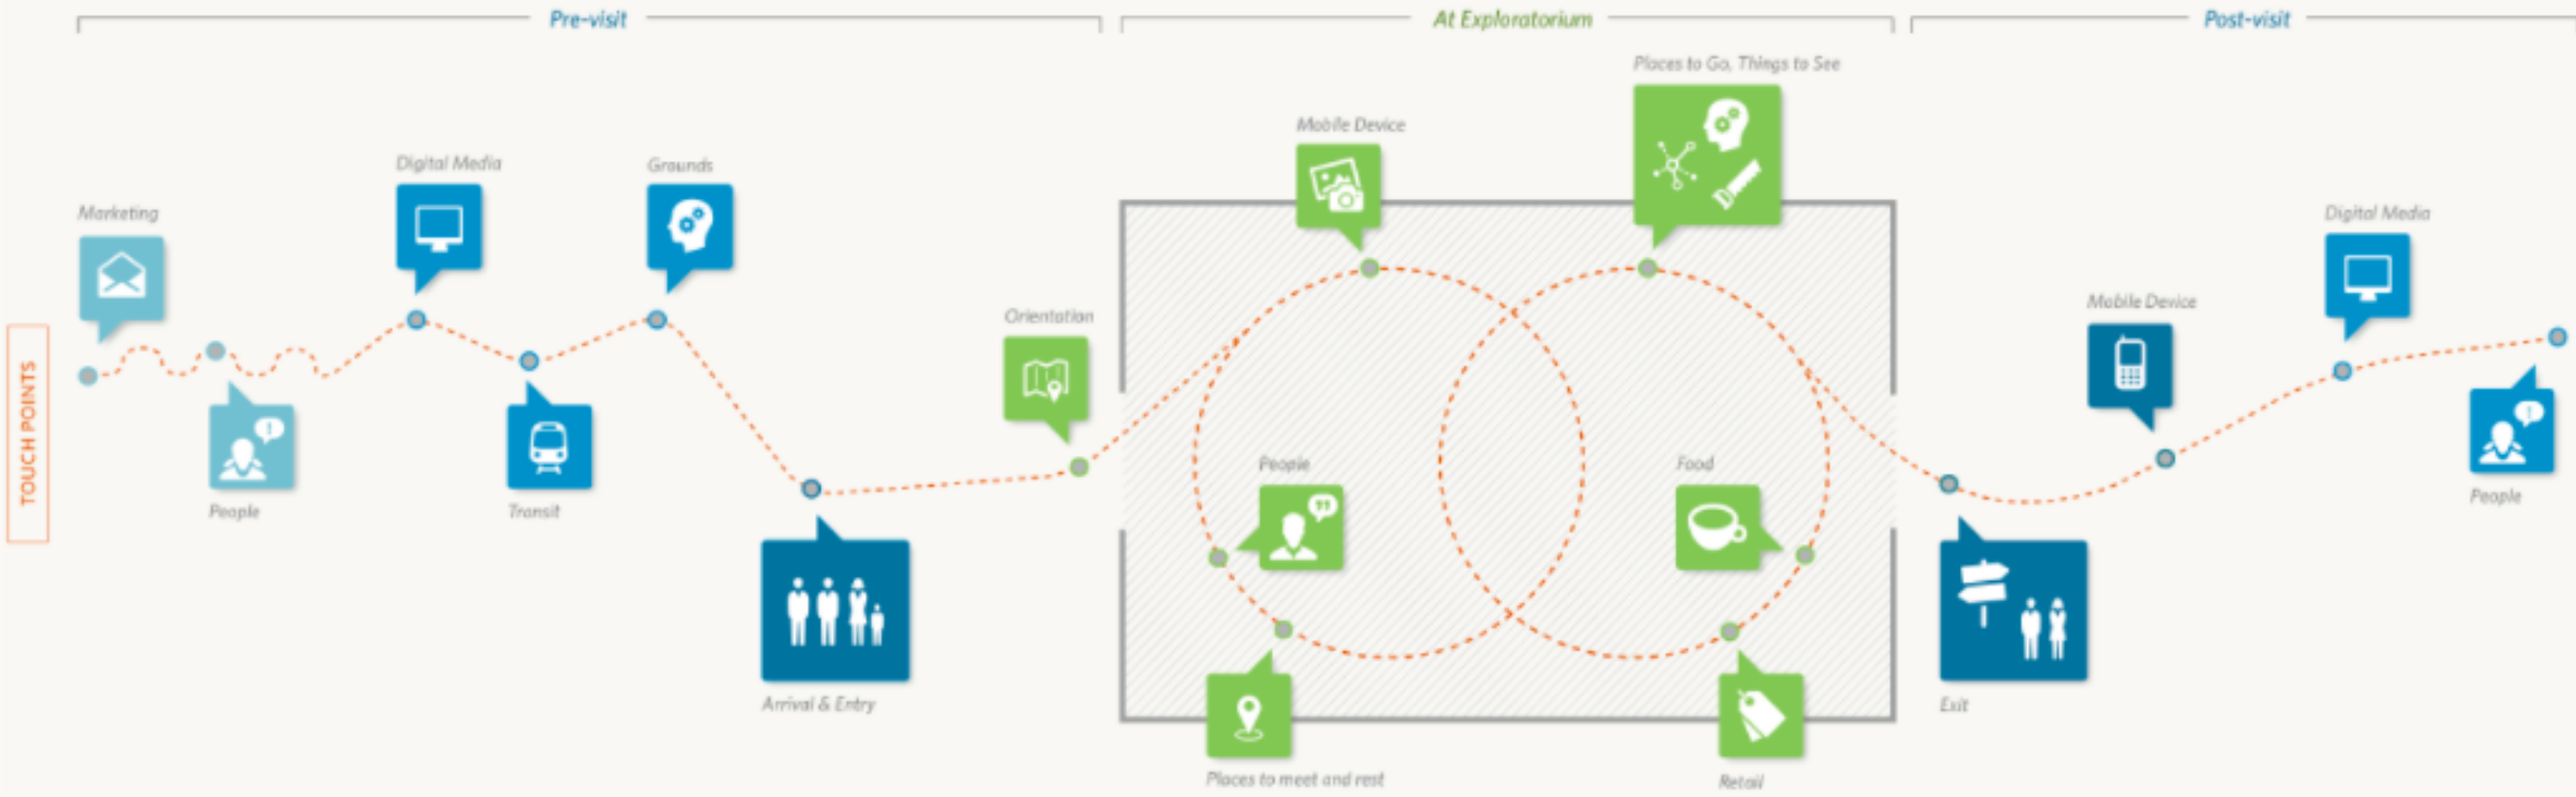 Pre-visit
At Exploratorium
Post-visit
TOUCH POINTS
Marketing
People
Digital Media
Transit
Grounds
Arrival & Entry
Orientation
Mobile Device
Places to Go, Things to See
People
Food
Places to meet and rest
Retail
Exit
Mobile Device
Digital Media
People